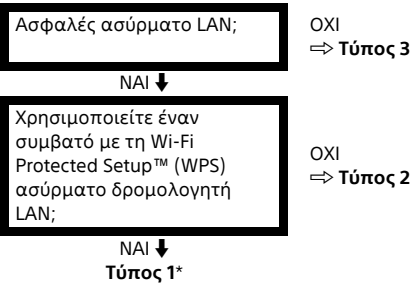 Ασφαλές ασύρματο LAN;
ΟΧΙ
⇨ Τύπος 3
ΝΑΙ ⬇
Χρησιμοποιείτε έναν
συμβατό με τη Wi-Fi
Protected Setup™ (WPS)
ασύρματο δρομολογητή
LAN;
ΟΧΙ
⇨ Τύπος 2
ΝΑΙ ⬇
Τύπος 1*